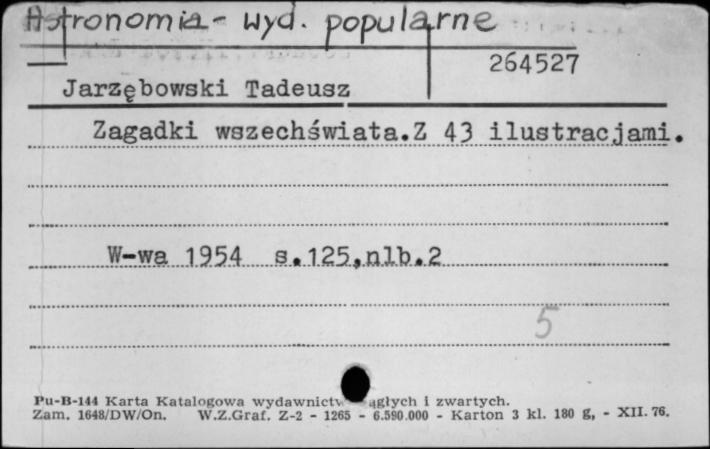 Astronomia - wyd. popularne
264527
Jarzębowski Tadeusz
Zagadki wszechświata.Z 43 ilustracjami.
W-wa 1954 s.125,nlb.2
5
Pu-B-144 Karta Katalogowa wydawnictw ągłych i zwartych.
Zam. 1648/DW/On. W.Z.Graf. Z-2 - 1265 - 6.590.000 - Karton 3 kl. 180 g, - XII. 76.